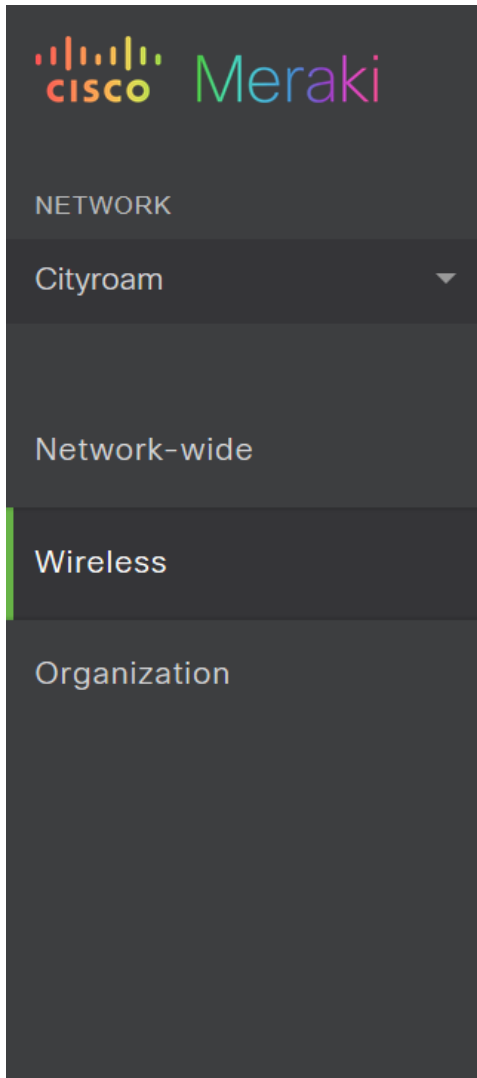 CISCO Meraki
NETWORK
Cityroam
Network-wide
Wireless
Organization